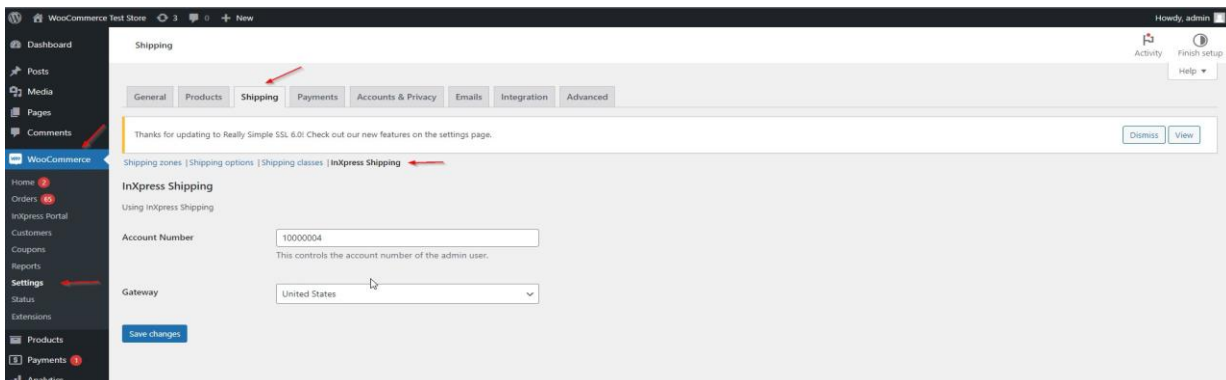 WooCommerce Test Store 3 0 + New Howdy, admin
Dashboard
Posts
Media
Pages
Comments
WooCommerce
Home 2
Orders 65
InXpress Portal
Customers
Coupons
Reports
Settings
Status
Extensions
Products
Payments 1
Analytics
Shipping
Activity
Finish setup
Help
General Products Shipping Payments Accounts & Privacy Emails Integration Advanced
Thanks for updating to Really Simple SSL 6.0! Check out our new features on the settings page.
Dismiss View
Shipping zones | Shipping options | Shipping classes | InXpress Shipping
InXpress Shipping
Using InXpress Shipping
Account Number 10000004
This controls the account number of the admin user.
Gateway United States
Save changes